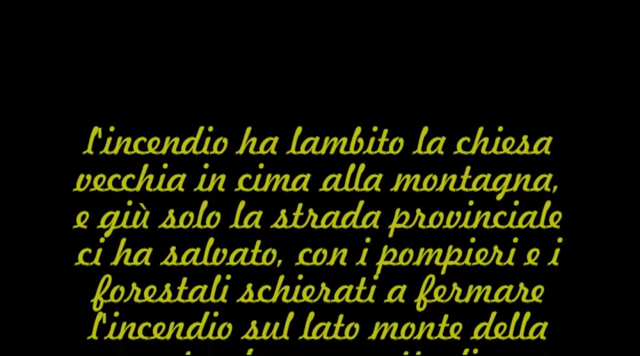 l'incendio ha lambito la chiesa
vecchia in cima alla montagna,
e giù solo la strada provinciale
ci ha salvato, con i pompieri e i
forestali schierati a fermare
l'incendio sul lato monte della